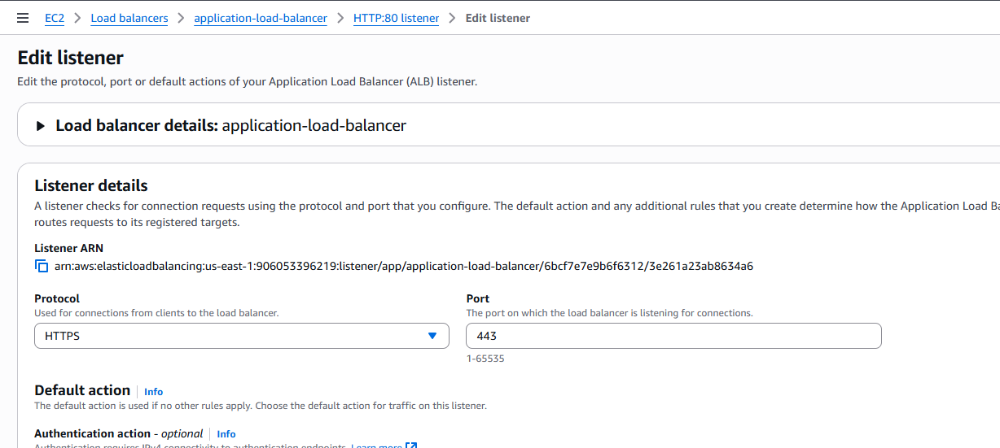 EC2 > Load balancers > application-load-balancer > HTTP:80 listener > Edit listener
Edit listener
Edit the protocol, port or default actions of your Application Load Balancer (ALB) listener.
Load balancer details: application-load-balancer
Listener details
A listener checks for connection requests using the protocol and port that you configure. The default action and any additional rules that you create determine how the Application Load Ba
routes requests to its registered targets.
Listener ARN
arn:aws:elasticloadbalancing:us-east-1:906053396219:listener/app/application-load-balancer/6bcf7e7e9b6f6312/3e261a23ab8634a6
Protocol
Used for connections from clients to the load balancer.
HTTPS
Port
The port on which the load balancer is listening for connections.
443
1-65535
Default action Info
The default action is used if no other rules apply. Choose the default action for traffic on this listener.
Authentication action - optional Info
Authentication requires IPv4 connectivity to authentication endpoints. Learn more